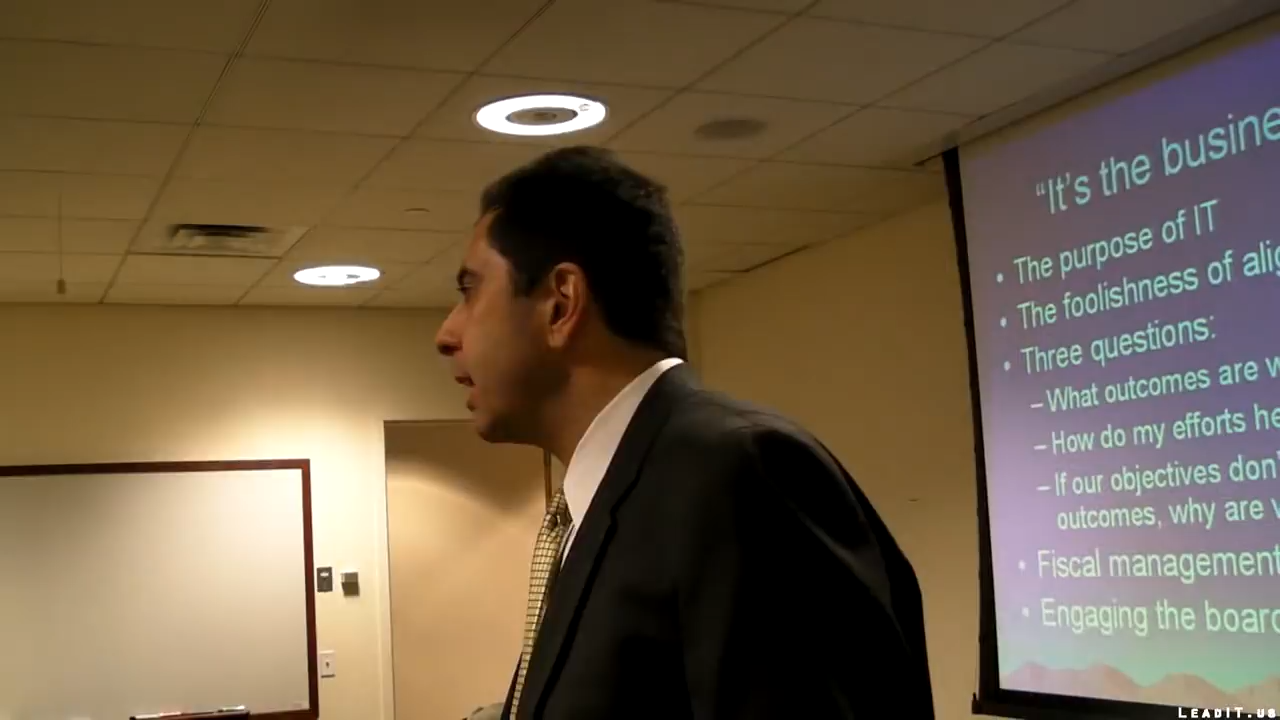 "It's the busine
• The purpose of IT
• The foolishness of alig
• Three questions:
– What outcomes are w
– How do my efforts he
– If our objectives don'
outcomes, why are w
• Fiscal management
• Engaging the board
LEADIT.us